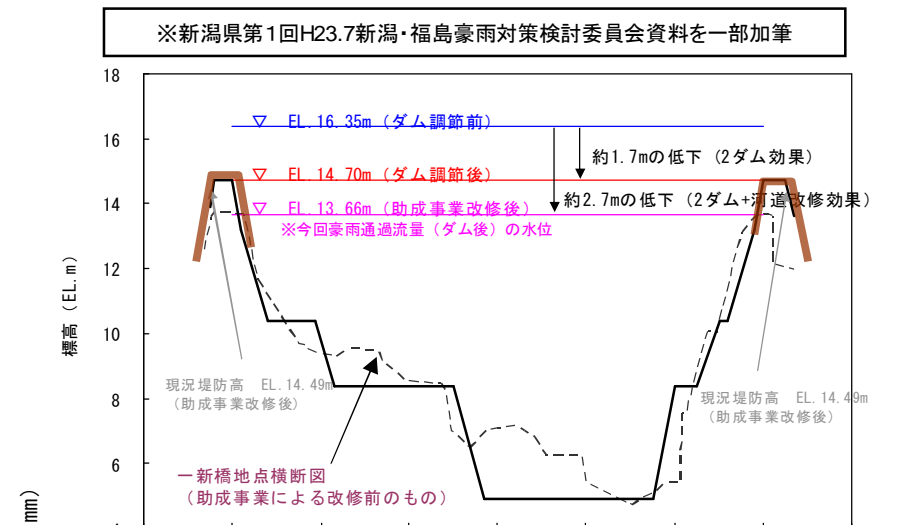 ※新潟県第1回H23.7新潟・福島豪雨対策検討委員会資料を一部加筆
18
▽ EL.16.35m（ダム調節前）
16
約1.7mの低下（2ダム効果）
▽ EL.14.70m（ダム調節後）
14
約2.7mの低下（2ダム+河道改修効果）
▽ EL.13.66m（助成事業改修後）
※今回豪雨通過流量（ダム後）の水位
12
標高（EL.m）
10
現況堤防高 EL.14.49m
（助成事業改修後）
現況堤防高 EL.14.49m
（助成事業改修後）
8
6
一新橋地点横断図
（助成事業による改修前のもの）
mm)